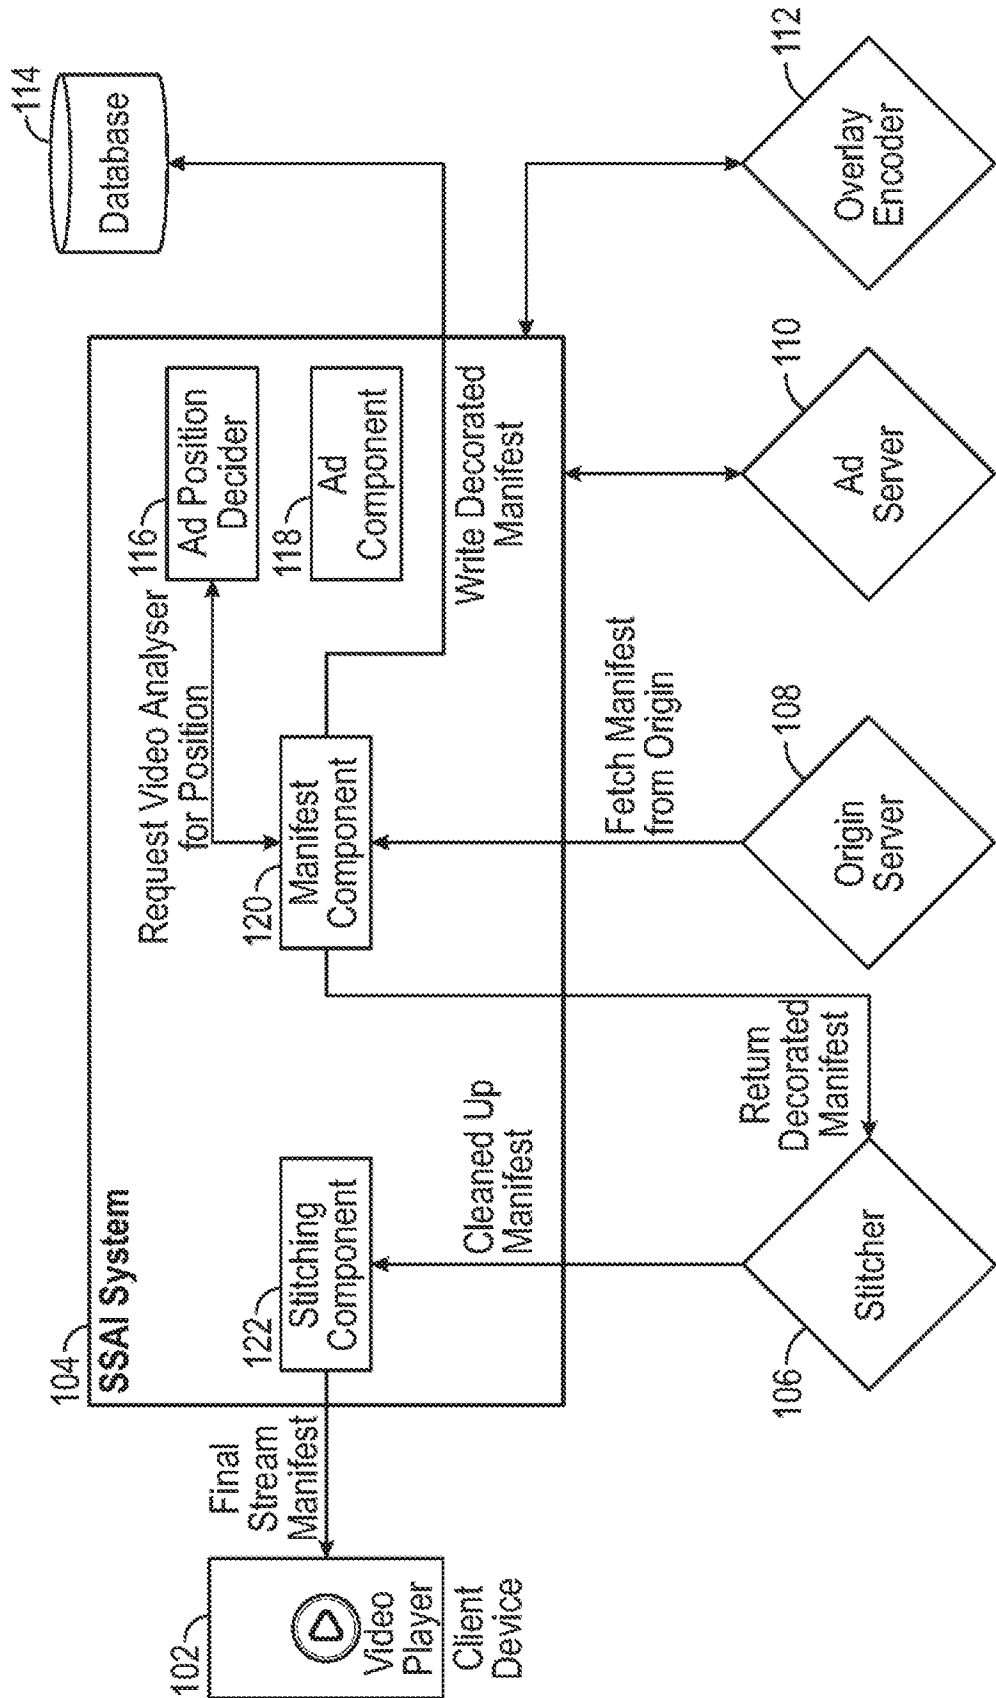 104
SSAI System
102
Video
Player
Client
Device
Final
Stream
Manifest
122
Stitching
Component
Cleaned Up
Manifest
106
Stitcher
Return
Decorated
Manifest
120
Manifest
Component
Request Video Analyser
for Position
116
Ad Position
Decider
118
Ad
Component
Write Decorated
Manifest
Fetch Manifest
from Origin
108
Origin
Server
110
Ad
Server
112
Overlay
Encoder
114
Database